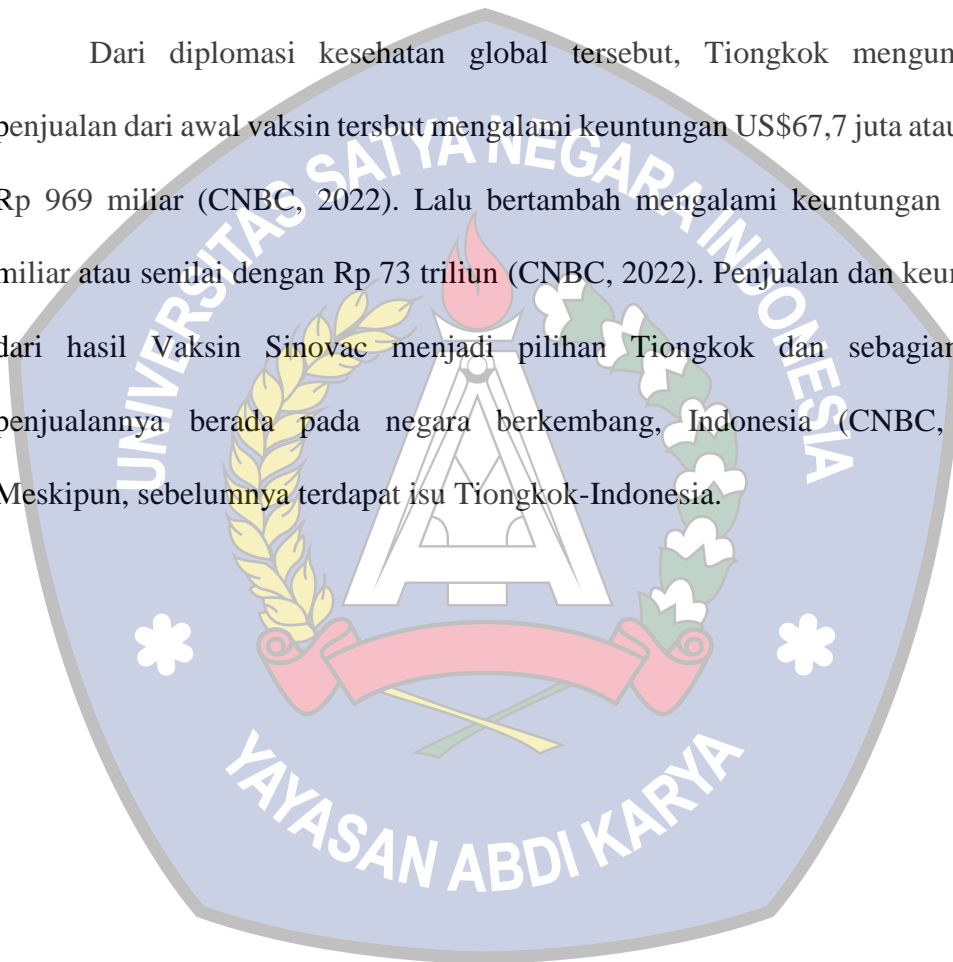 Dari diplomasi kesehatan global tersebut, Tiongkok mengun
penjualan dari awal vaksin tersbut mengalami keuntungan US$67,7 juta atau
Rp 969 miliar (CNBC, 2022). Lalu bertambah mengalami keuntungan
miliar atau senilai dengan Rp 73 triliun (CNBC, 2022). Penjualan dan keun
dari hasil Vaksin Sinovac menjadi pilihan Tiongkok dan sebagian
penjualannya berada pada negara berkembang, Indonesia (CNBC,
Meskipun, sebelumnya terdapat isu Tiongkok-Indonesia.
UNIVERSITAS SATYA NEGARA INDONESIA
YAYASAN ABDI KARYA